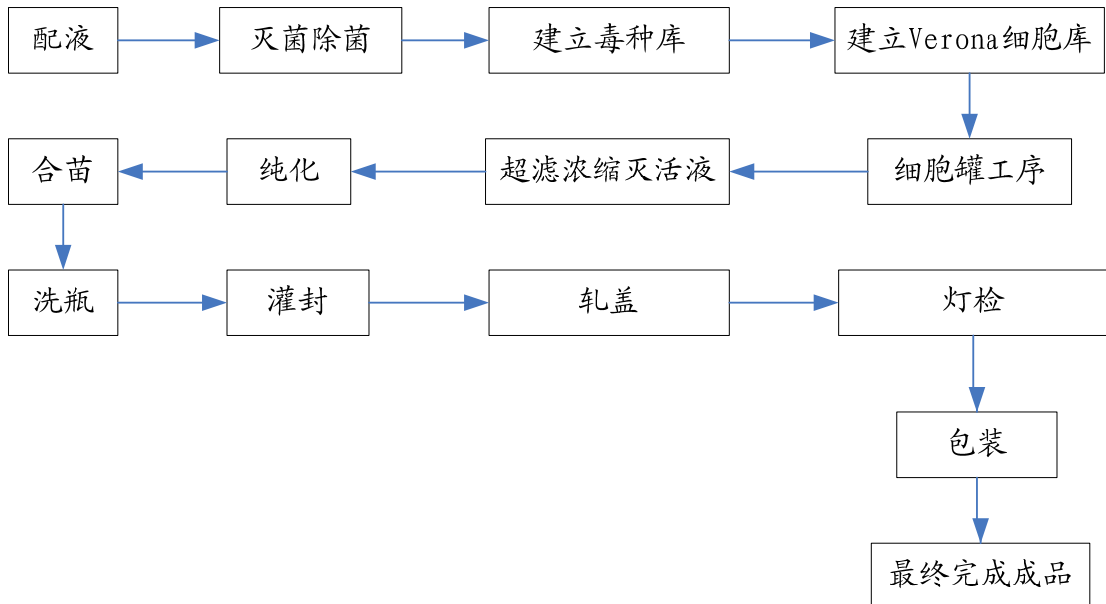 配液
灭菌除菌
建立毒种库
建立Verona细胞库
细胞罐工序
超滤浓缩灭活液
纯化
合苗
洗瓶
灌封
轧盖
灯检
包装
最终完成成品